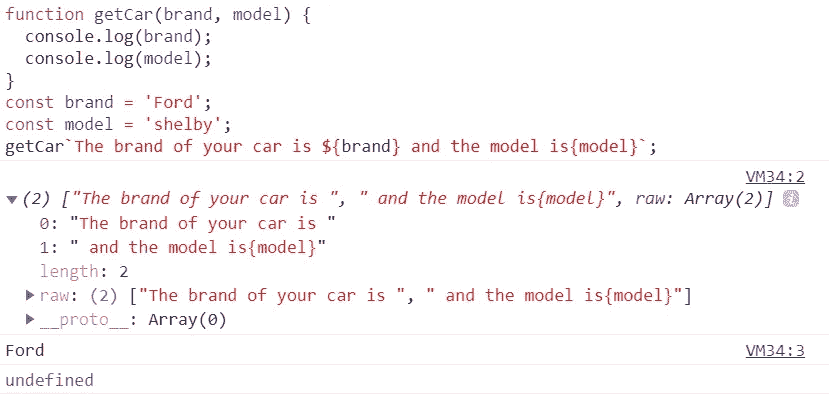 function getCar(brand, model) {
  console.log(brand);
  console.log(model);
}
const brand = 'Ford';
const model = 'shelby';
getCar`The brand of your car is ${brand} and the model is{model}`;
VM34:2
▼(2) ["The brand of your car is ", " and the model is{model}", raw: Array(2)] i
0: "The brand of your car is "
1: " and the model is{model}"
length: 2
▶raw: (2) ["The brand of your car is ", " and the model is{model}"]
▶__proto__: Array(0)
Ford VM34:3
undefined